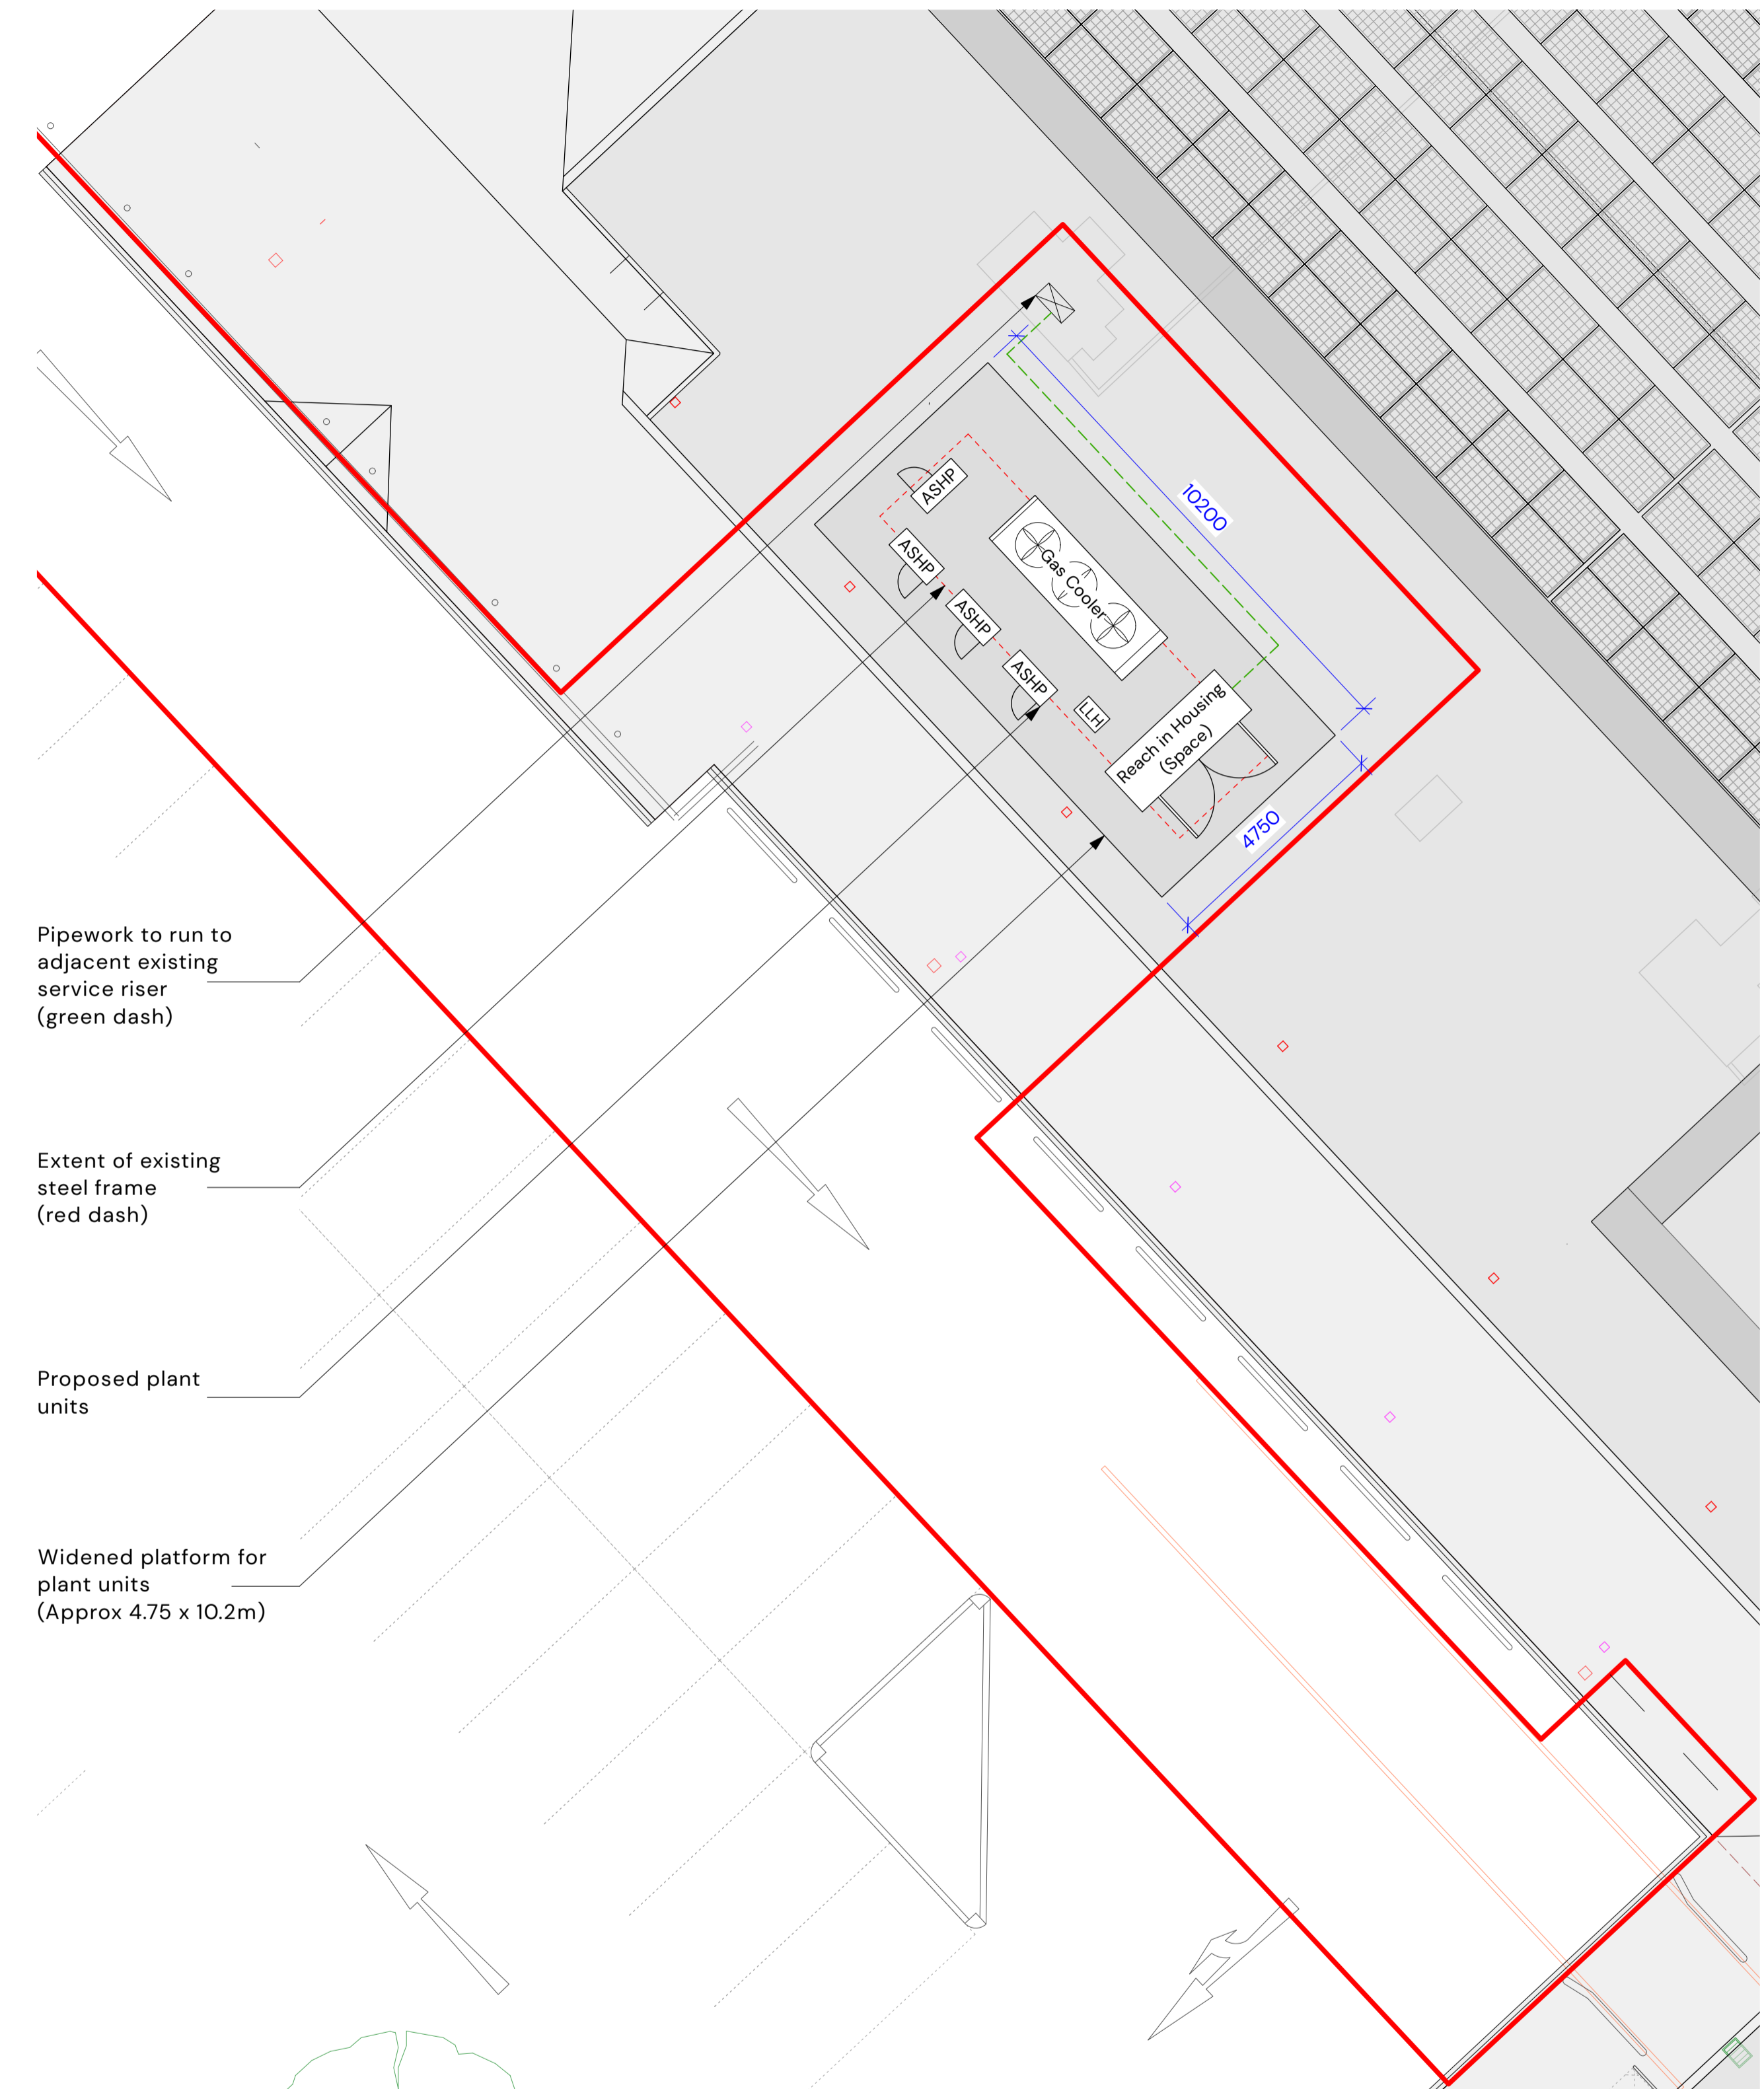 10200
ASHP
ASHP
Gas Cooler
ASHP
ASHP
LLH
Reach in Housing
(Space)
4750
Pipework to run to
adjacent existing
service riser
(green dash)
Extent of existing
steel frame
(red dash)
Proposed plant
units
Widened platform for
plant units
(Approx 4.75 x 10.2m)